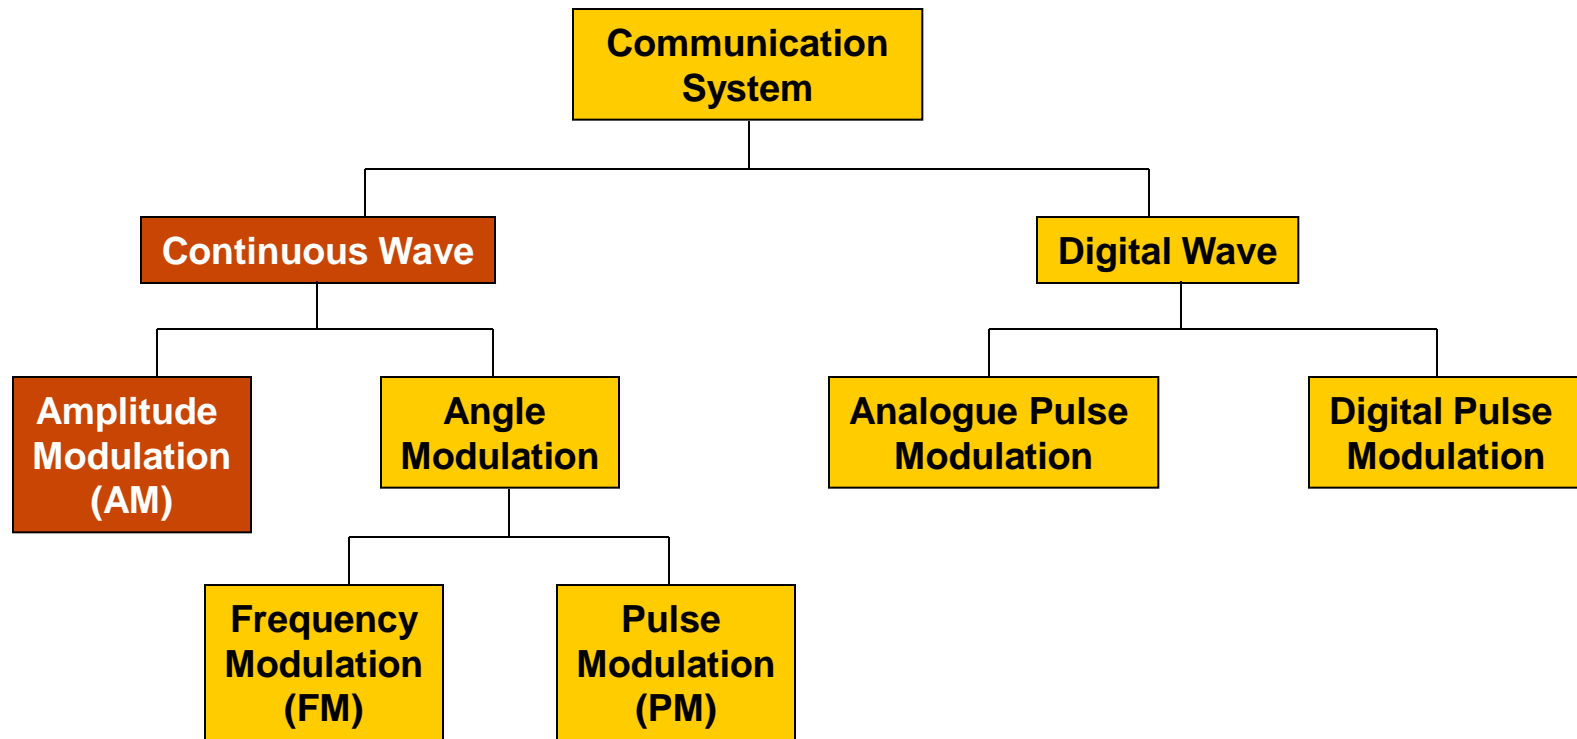 Communication
System
Continuous Wave
Digital Wave
Amplitude
Modulation
(AM)
Angle
Modulation
Analogue Pulse
Modulation
Digital Pulse
Modulation
Frequency
Modulation
(FM)
Pulse
Modulation
(PM)